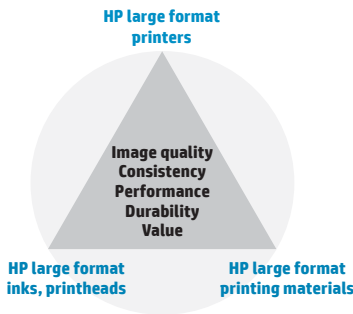 HP large format
printers
Image quality
Consistency
Performance
Durability
Value
HP large format
inks, printheads
HP large format
printing materials